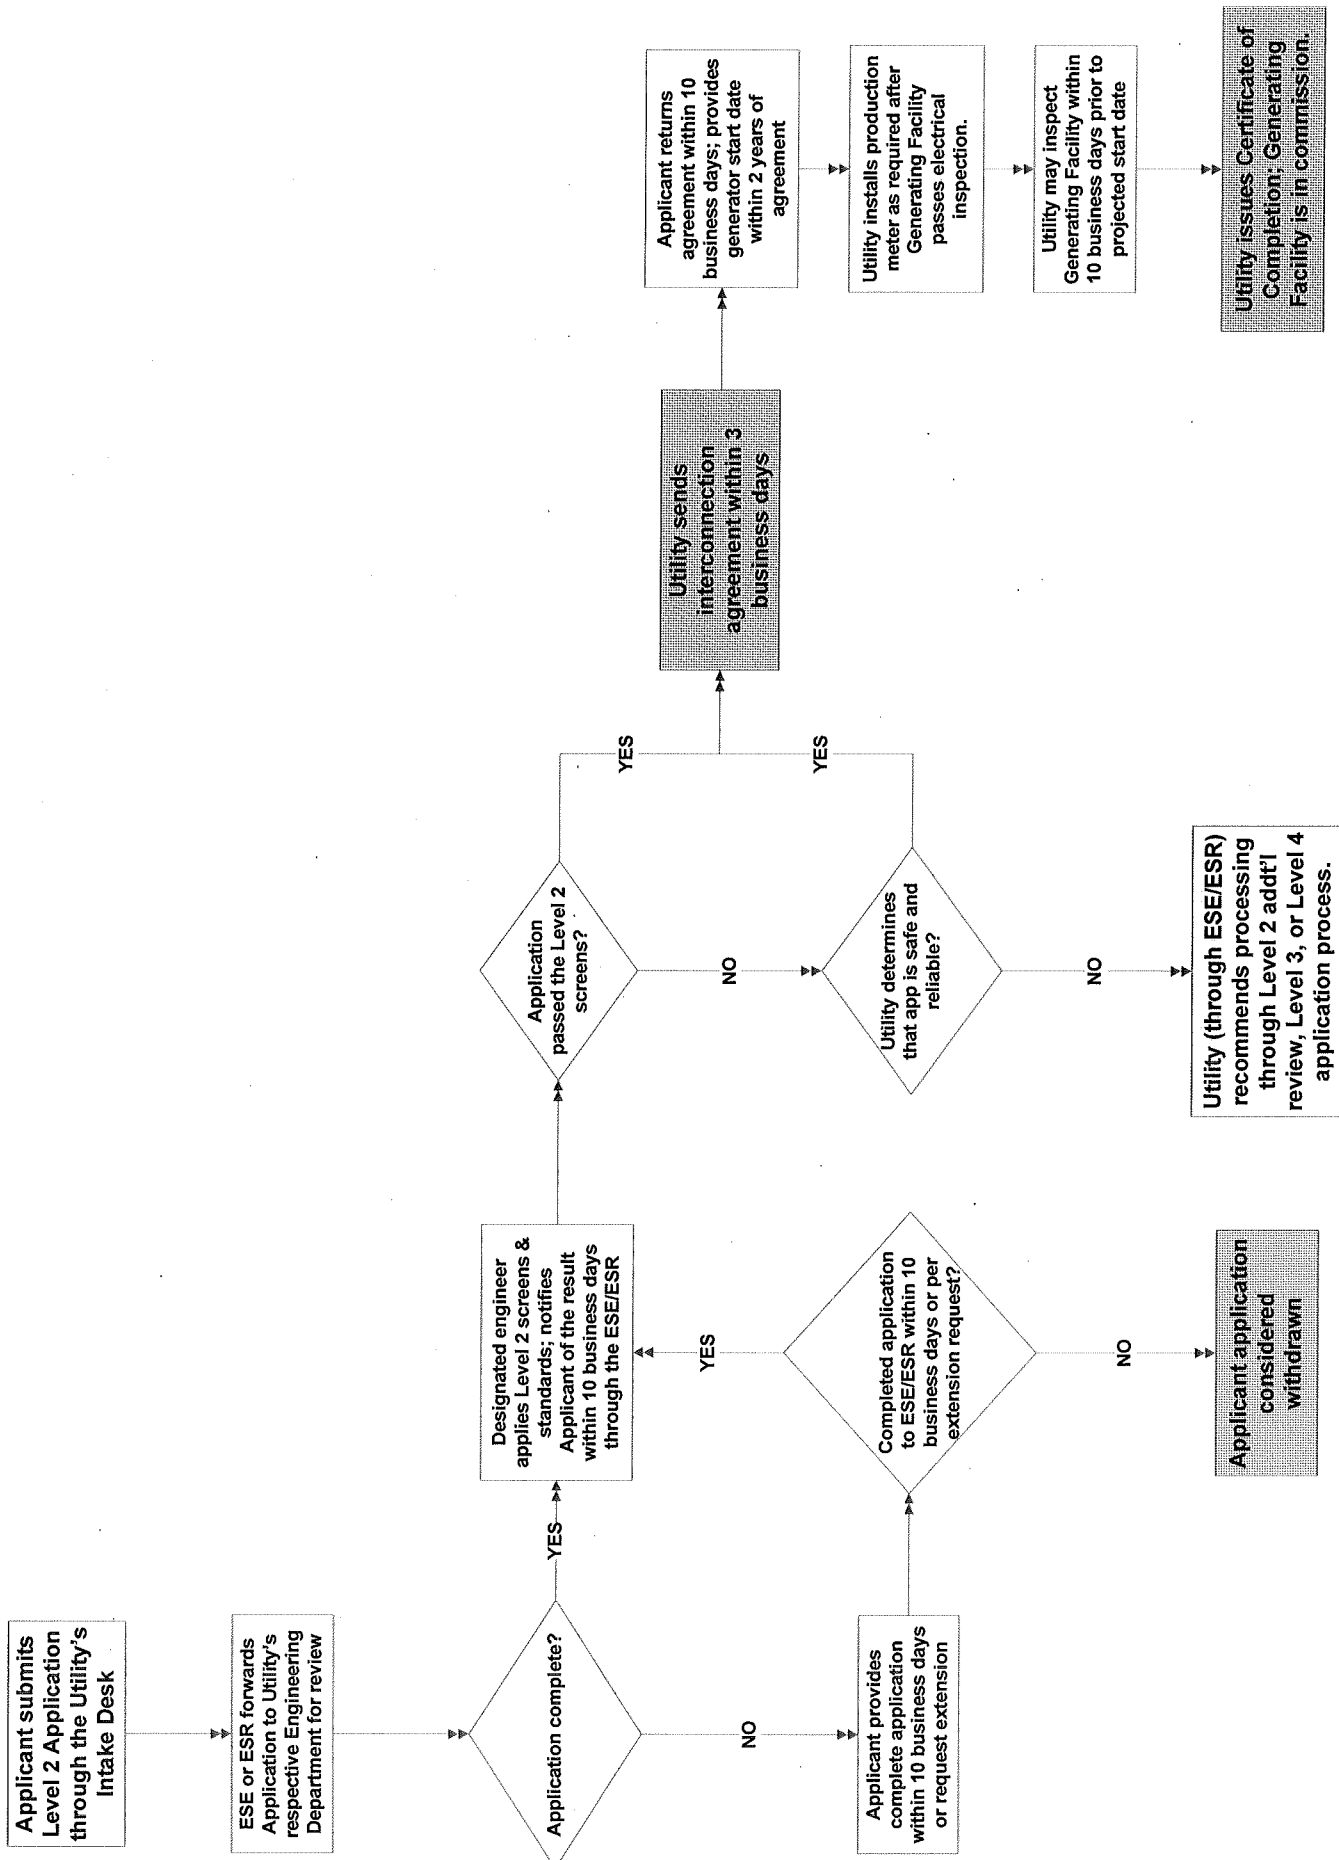 Applicant submits
Level 2 Application
through the Utility's
Intake Desk
ESE or ESR forwards
Application to Utility's
respective Engineering
Department for review
Application complete?
YES
NO
Applicant provides
complete application
within 10 business days
or request extension
Completed application
to ESE/ESR within 10
business days or per
extension request?
YES
NO
Applicant application
considered
withdrawn
Designated engineer
applies Level 2 screens &
standards; notifies
Applicant of the result
within 10 business days
through the ESE/ESR
Application
passed the Level 2
screens?
YES
NO
Utility determines
that app is safe and
reliable?
YES
NO
Utility (through ESE/ESR)
recommends processing
through Level 2 addt'l
review, Level 3, or Level 4
application process.
Utility sends
interconnection
agreement within 3
business days
Applicant returns
agreement within 10
business days; provides
generator start date
within 2 years of
agreement
Utility installs production
meter as required after
Generating Facility
passes electrical
inspection.
Utility may inspect
Generating Facility within
10 business days prior to
projected start date
Utility issues Certificate of
Completion; Generating
Facility is in commission.